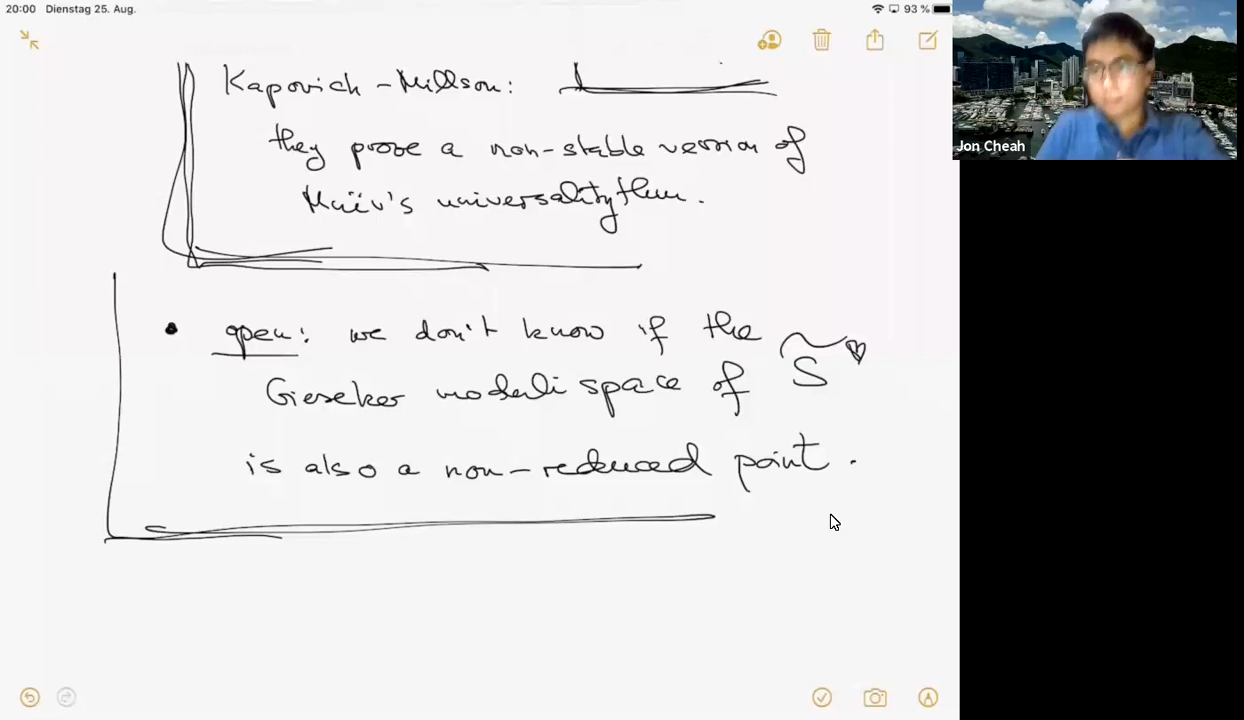 20:00 Dienstag 25. Aug.
93 %
Kapovich-Millson:
they prove a non-stable version of
universality thm.
Jon Cheah
• open: we don't know if the
Gieseker moduli space of S̃♡
is also a non-reduced point.